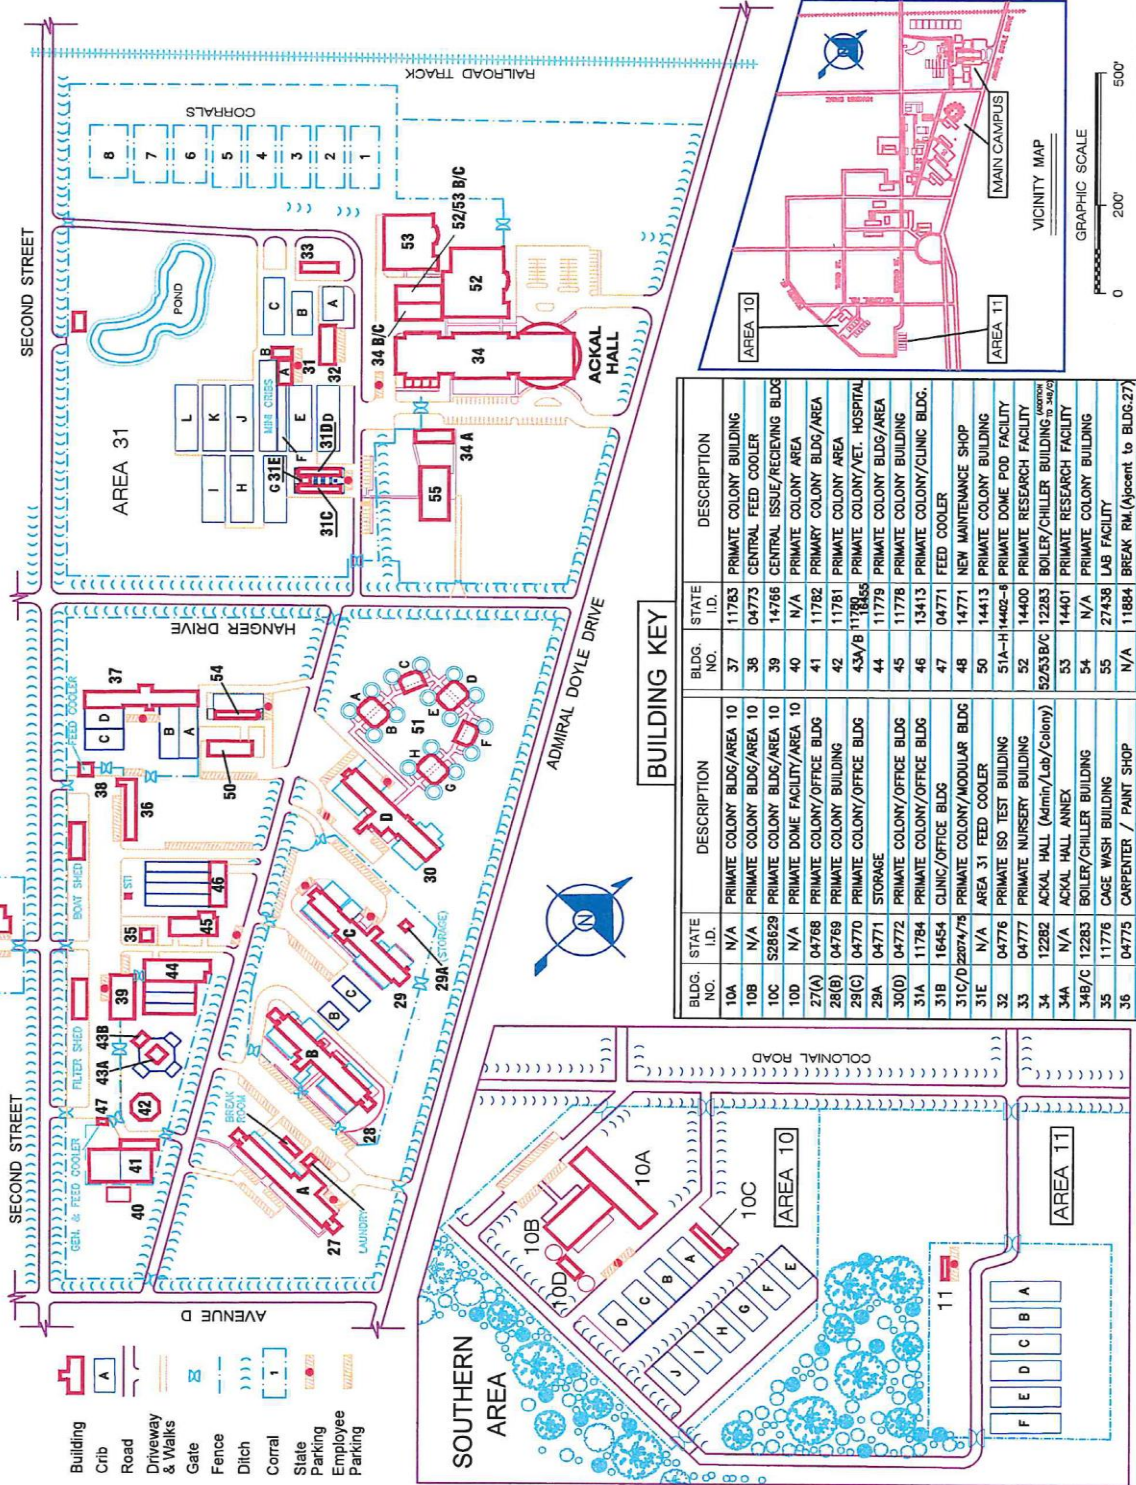 SECOND STREET
SECOND STREET
RAILROAD TRACK
CORRALS
8
7
6
5
4
3
2
1
POND
AREA 31
L
K
J
I
H
G
MINI CRIBS
A
B
C
B
A
E
F
D
31
32
33
31E
31D
31C
53
52
52/53 B/C
34 B/C
34
ACKAL
HALL
34 A
55
HANGER DRIVE
ADMIRAL DOYLE DRIVE
FEED COOLER
37
D
C
B
A
54
50
38
36
BOAT SHED
STI
46
45
35
44
39
FILTER SHED
43A
43B
42
47
GEN. & FEED COOLER
41
40
AVENUE D
51
A
B
C
D
E
F
G
H
D
30
C
29
29A (STORAGE)
C
B
B
28
BREAK
ROOM
A
27
LAUNDRY
N
Building
A
Crib
Road
Driveway
& Walks
Gate
Fence
Ditch
1
Corral
State
Parking
Employee
Parking
SOUTHERN
AREA
COLONIAL ROAD
10A
10B
10C
10D
AREA 10
D
C
B
A
J
I
H
G
F
E
11
AREA 11
F
E
D
C
B
A
BUILDING KEY
BLDG. NO. STATE I.D. DESCRIPTION BLDG. NO. STATE I.D. DESCRIPTION
10A N/A PRIMATE COLONY BLDG/AREA 10 37 11783 PRIMATE COLONY BUILDING
10B N/A PRIMATE COLONY BLDG/AREA 10 38 04773 CENTRAL FEED COOLER
10C S28629 PRIMATE COLONY BLDG/AREA 10 39 14766 CENTRAL ISSUE/RECIEVING BLDG
10D N/A PRIMATE DOME FACILITY/AREA 10 40 N/A PRIMATE COLONY AREA
27(A) 04768 PRIMATE COLONY/OFFICE BLDG 41 11782 PRIMARY COLONY BLDG/AREA
28(B) 04769 PRIMATE COLONY BUILDING 42 11781 PRIMATE COLONY AREA
29(C) 04770 PRIMATE COLONY/OFFICE BLDG 43A/B 11780 16455 PRIMATE COLONY/VET. HOSPITAL
29A 04771 STORAGE 44 11779 PRIMATE COLONY BLDG/AREA
30(D) 04772 PRIMATE COLONY/OFFICE BLDG 45 11778 PRIMATE COLONY BUILDING
31A 11784 PRIMATE COLONY/OFFICE BLDG 46 13413 PRIMATE COLONY/CLINIC BLDG.
31B 16454 CLINIC/OFFICE BLDG 47 04771 FEED COOLER
31C/D 22074/75 PRIMATE COLONY/MODULAR BLDG 48 14771 NEW MAINTENANCE SHOP
31E N/A AREA 31 FEED COOLER 50 14413 PRIMATE COLONY BUILDING
32 04776 PRIMATE ISO TEST BUILDING 51A-H 14402-6 PRIMATE DOME POD FACILITY
33 04777 PRIMATE NURSERY BUILDING 52 14400 PRIMATE RESEARCH FACILITY
34 12282 ACKAL HALL (Admin/Lab/Colony) 52/53B/C 12283 BOILER/CHILLER BUILDING (ADDITION TO 34B/C)
34A N/A ACKAL HALL ANNEX 53 14401 PRIMATE RESEARCH FACILITY
34B/C 12283 BOILER/CHILLER BUILDING 54 N/A PRIMATE COLONY BUILDING
35 11776 CAGE WASH BUILDING 55 27438 LAB FACILITY
36 04775 CARPENTER / PAINT SHOP N/A 11884 BREAK RM.(Ajacent to BLDG.27)
AREA 10
AREA 11
MAIN CAMPUS
VICINITY MAP
GRAPHIC SCALE
0 200' 500'